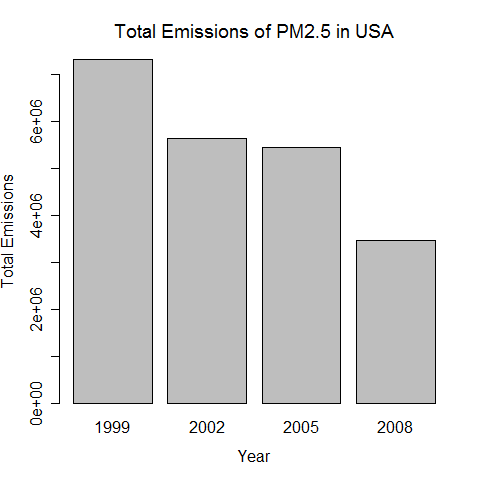 Total Emissions of PM2.5 in USA
Total Emissions
6e+06
4e+06
2e+06
0e+00
1999 2002 2005 2008
Year